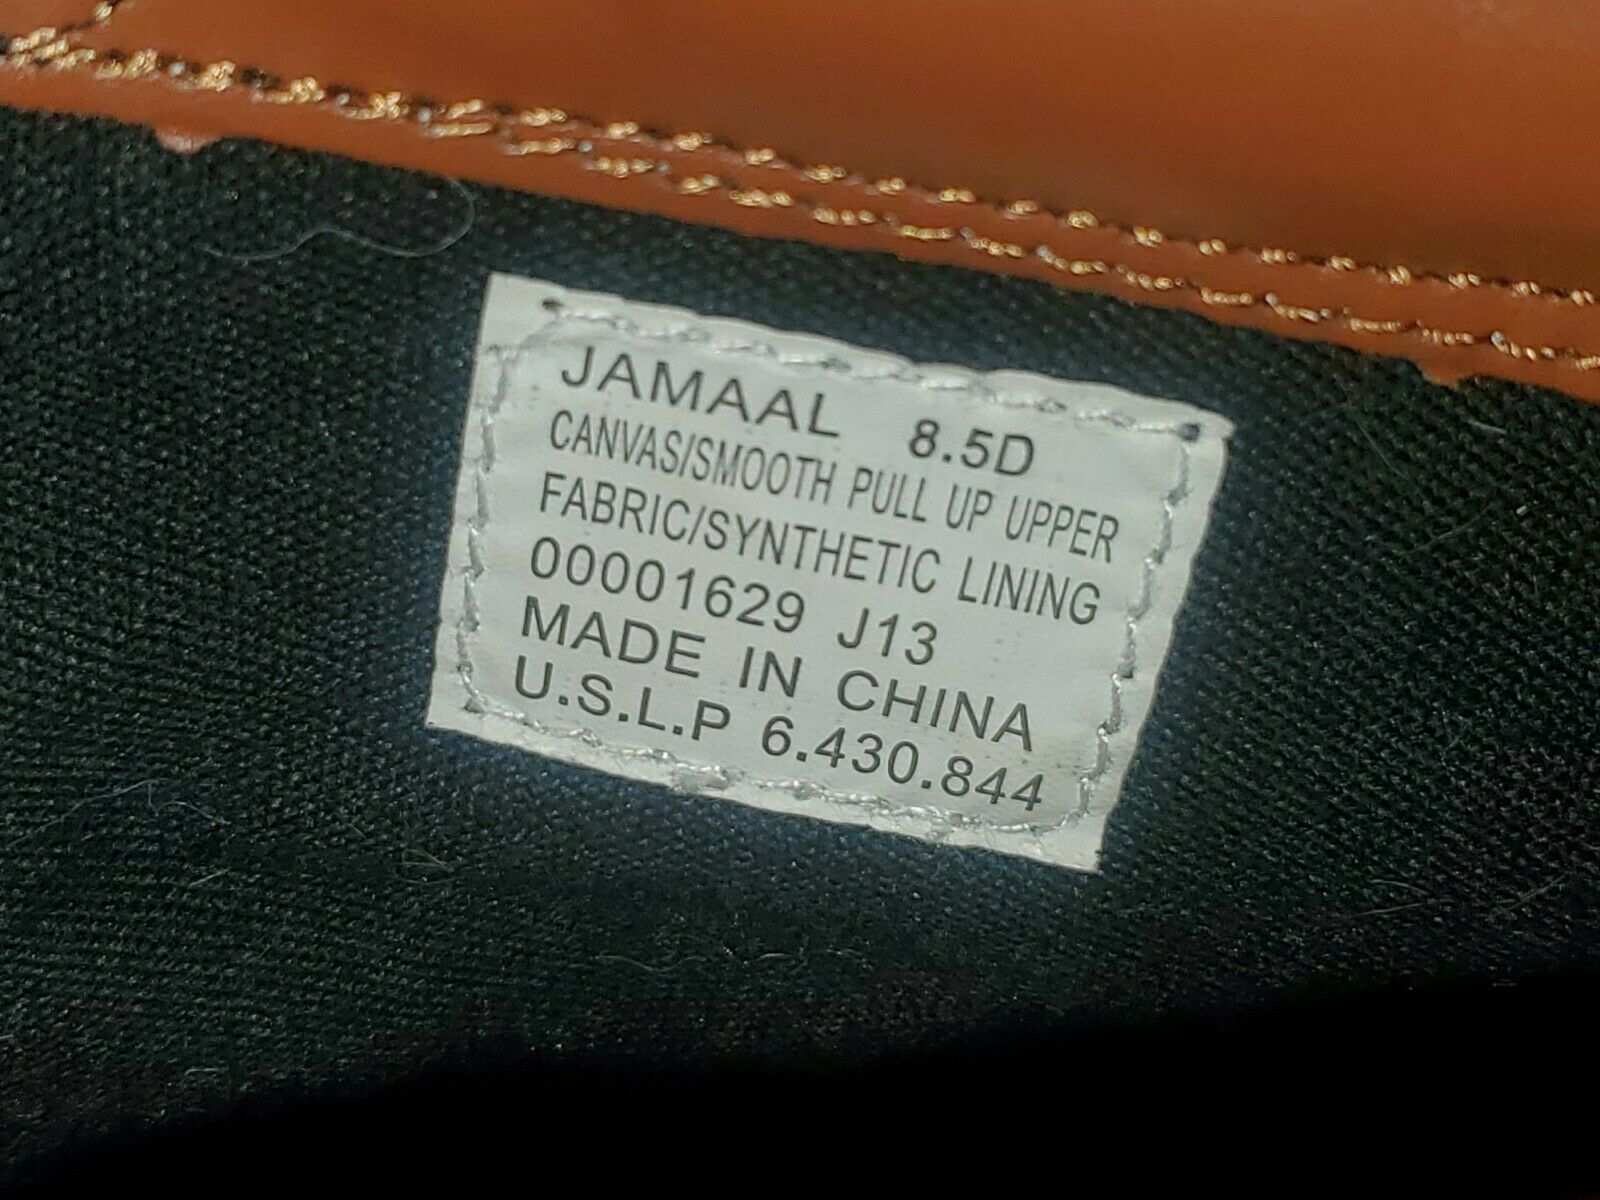 JAMAAL 8.5D
CANVAS/SMOOTH PULL UP UPPER
FABRIC/SYNTHETIC LINING
00001629 J13
MADE IN CHINA
U.S.L.P 6.430.844